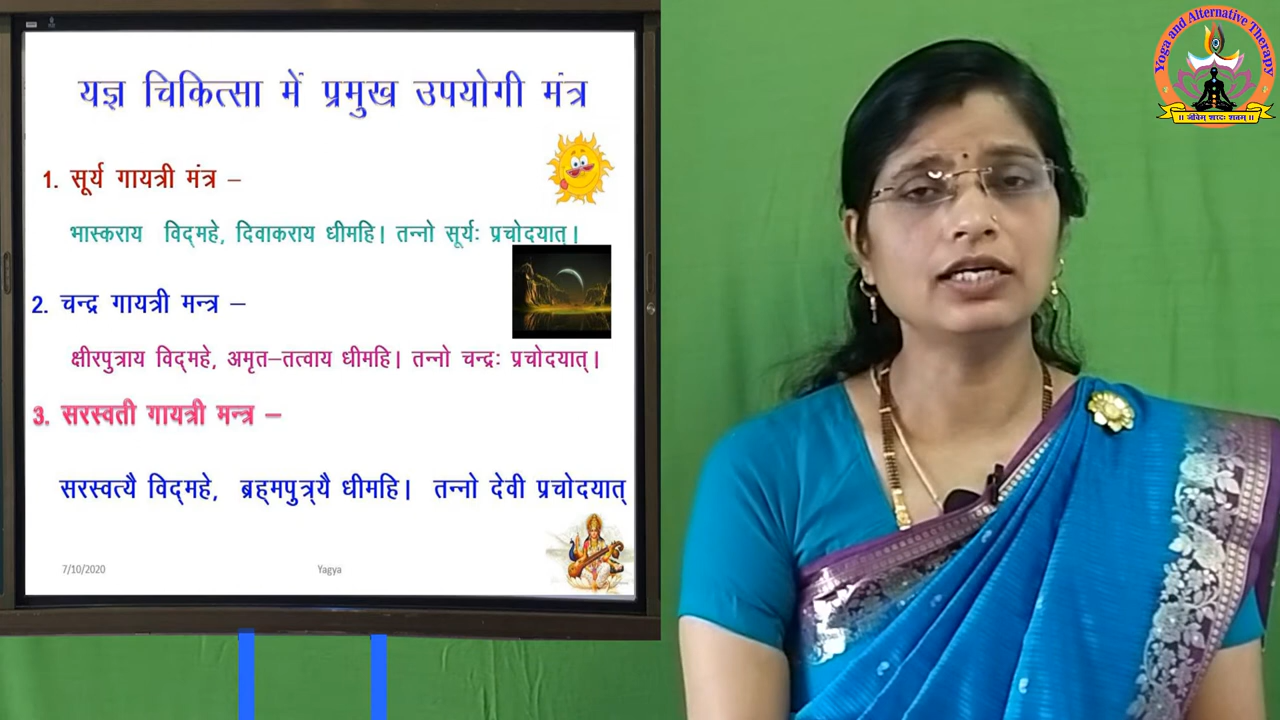 यज्ञ चिकित्सा में प्रमुख उपयोगी मंत्र
1. सूर्य गायत्री मंत्र –
भास्कराय विद्महे, दिवाकराय धीमहि। तन्नो सूर्यः प्रचोदयात्।
2. चन्द्र गायत्री मन्त्र –
क्षीरपुत्राय विद्महे, अमृत-तत्वाय धीमहि। तन्नो चन्द्रः प्रचोदयात्।
3. सरस्वती गायत्री मन्त्र –
सरस्वत्यै विद्महे, ब्रह्मपुत्र्यै धीमहि। तन्नो देवी प्रचोदयात्
7/10/2020 Yagya
Yoga and Alternative Therapy
॥ जीवेम् शरदः शतम् ॥